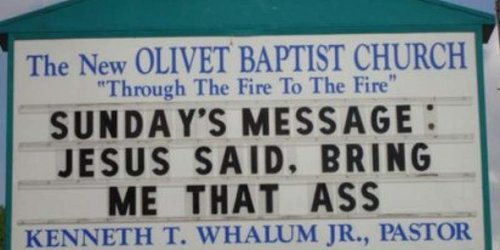 The New OLIVET BAPTIST CHURCH
"Through The Fire To The Fire"
SUNDAY'S MESSAGE:
JESUS SAID, BRING
ME THAT ASS
KENNETH T. WHALUM JR., PASTOR